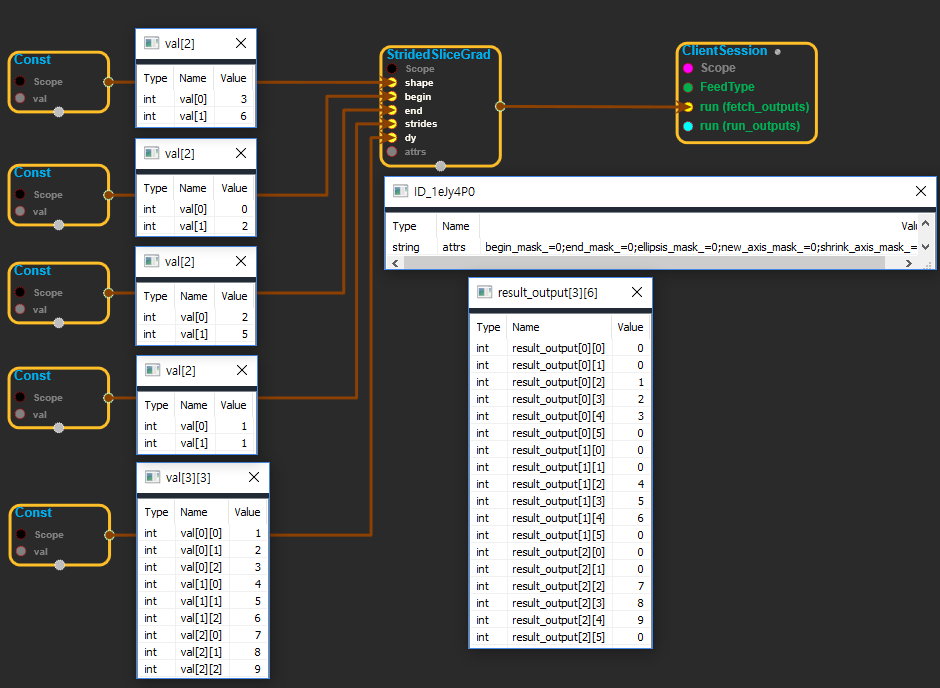 Const
Scope
val
val[2]
Type Name Value
int val[0] 3
int val[1] 6
StridedSliceGrad
Scope
shape
begin
end
strides
dy
attrs
ClientSession
Scope
FeedType
run (fetch_outputs)
run (run_outputs)
Const
Scope
val
val[2]
Type Name Value
int val[0] 0
int val[1] 2
ID_1eJy4P0
Type Name Valu
string attrs begin_mask_=0;end_mask_=0;ellipsis_mask_=0;new_axis_mask_=0;shrink_axis_mask_=
Const
Scope
val
val[2]
Type Name Value
int val[0] 2
int val[1] 5
Const
Scope
val
val[2]
Type Name Value
int val[0] 1
int val[1] 1
Const
Scope
val
val[3][3]
Type Name Value
int val[0][0] 1
int val[0][1] 2
int val[0][2] 3
int val[1][0] 4
int val[1][1] 5
int val[1][2] 6
int val[2][0] 7
int val[2][1] 8
int val[2][2] 9
result_output[3][6]
Type Name Value
int result_output[0][0] 0
int result_output[0][1] 0
int result_output[0][2] 1
int result_output[0][3] 2
int result_output[0][4] 3
int result_output[0][5] 0
int result_output[1][0] 0
int result_output[1][1] 0
int result_output[1][2] 4
int result_output[1][3] 5
int result_output[1][4] 6
int result_output[1][5] 0
int result_output[2][0] 0
int result_output[2][1] 0
int result_output[2][2] 7
int result_output[2][3] 8
int result_output[2][4] 9
int result_output[2][5] 0